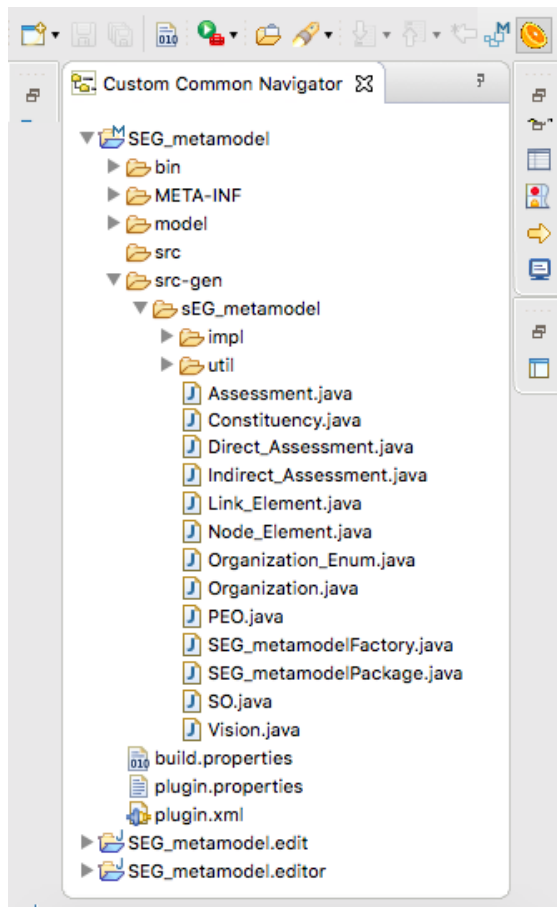 Custom Common Navigator
SEG_metamodel
bin
META-INF
model
src
src-gen
sEG_metamodel
impl
util
Assessment.java
Constituency.java
Direct_Assessment.java
Indirect_Assessment.java
Link_Element.java
Node_Element.java
Organization_Enum.java
Organization.java
PEO.java
SEG_metamodelFactory.java
SEG_metamodelPackage.java
SO.java
Vision.java
build.properties
plugin.properties
plugin.xml
SEG_metamodel.edit
SEG_metamodel.editor